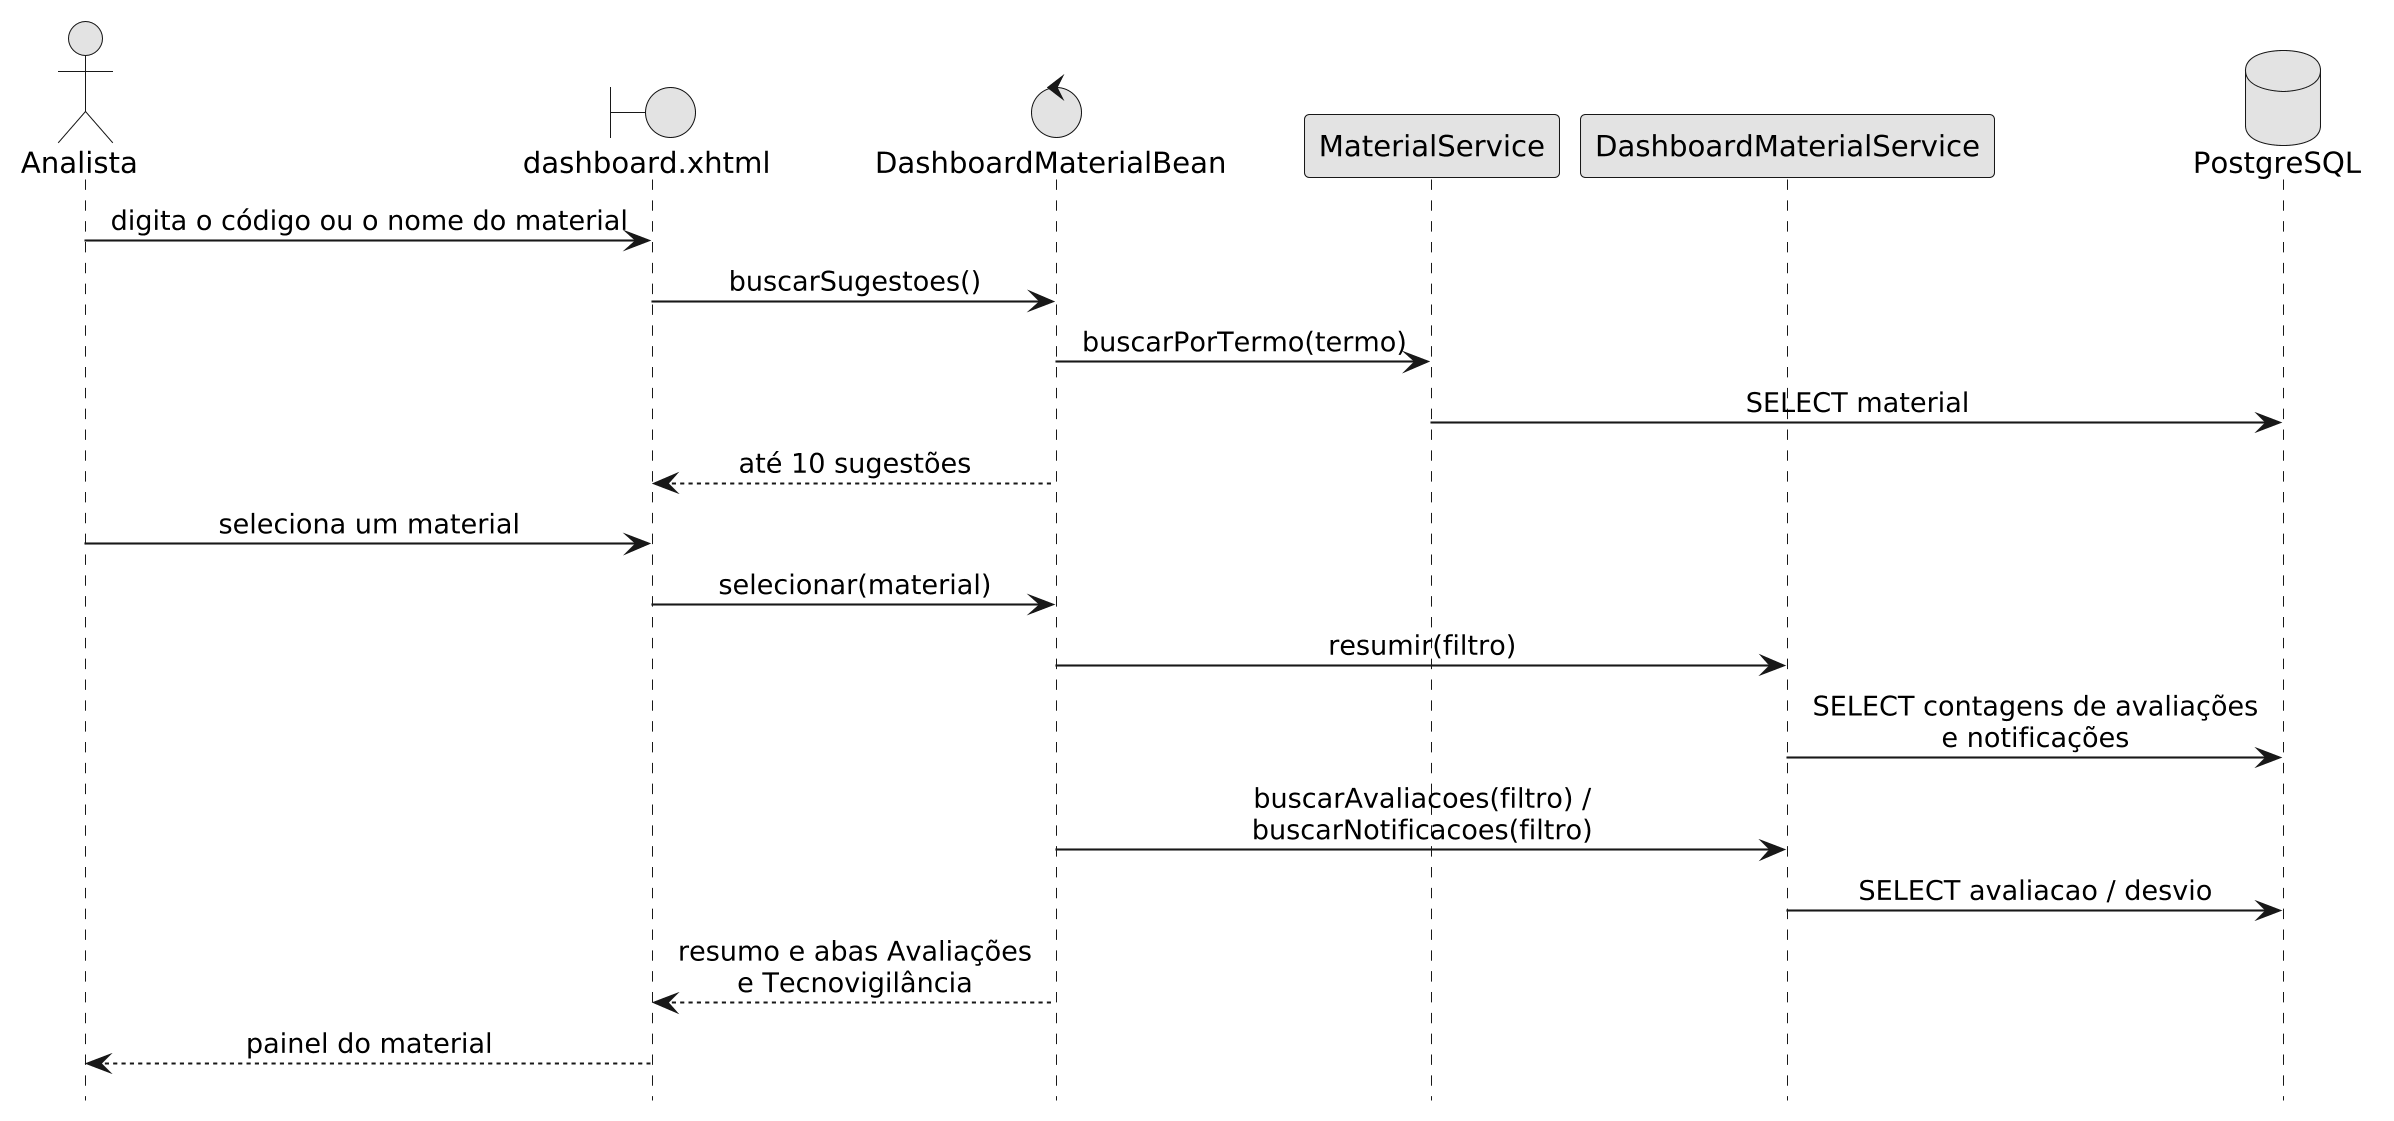 Analista
dashboard.xhtml
DashboardMaterialBean
MaterialService
DashboardMaterialService
PostgreSQL
digita o código ou o nome do material
buscarSugestoes()
buscarPorTermo(termo)
SELECT material
até 10 sugestões
seleciona um material
selecionar(material)
resumir(filtro)
SELECT contagens de avaliações
e notificações
buscarAvaliacoes(filtro) /
buscarNotificacoes(filtro)
SELECT avaliacao / desvio
resumo e abas Avaliações
e Tecnovigilância
painel do material